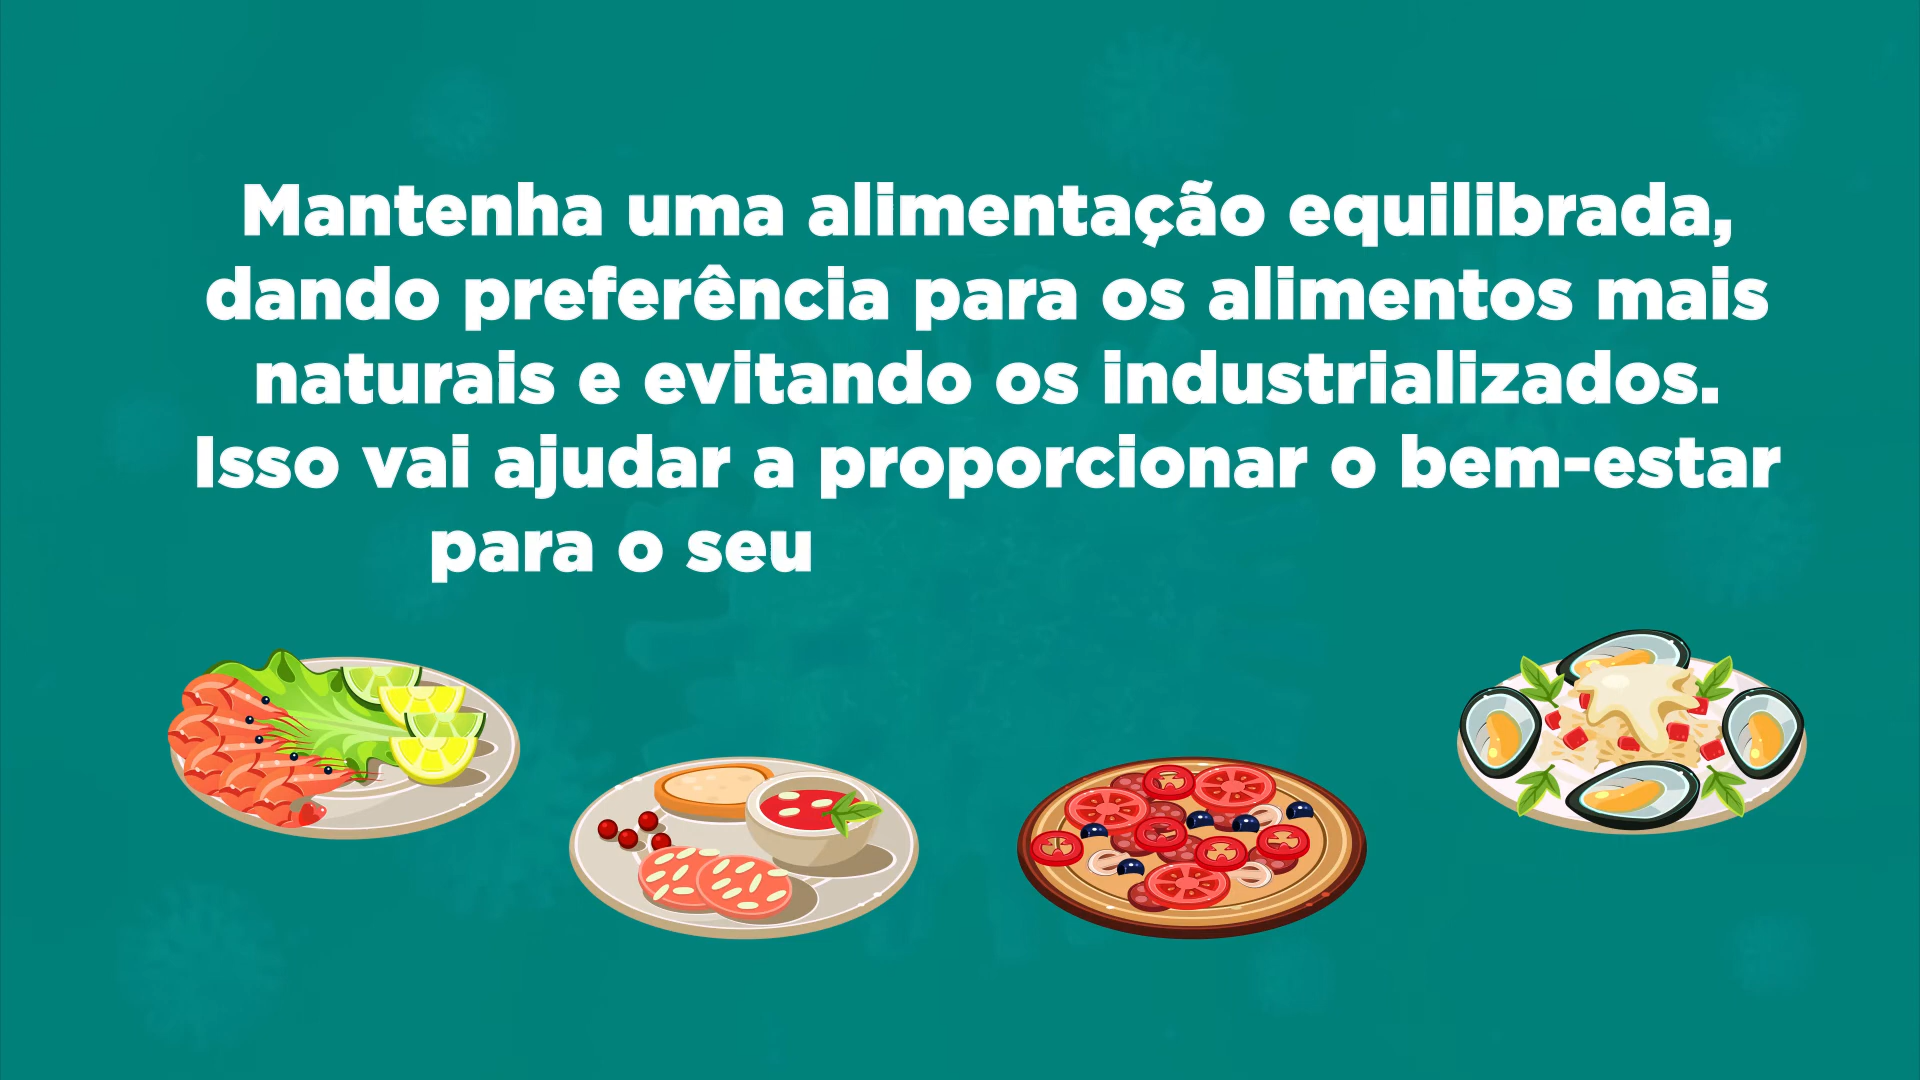 Mantenha uma alimentação equilibrada,
dando preferência para os alimentos mais
naturais e evitando os industrializados.
Isso vai ajudar a proporcionar o bem-estar
para o seu